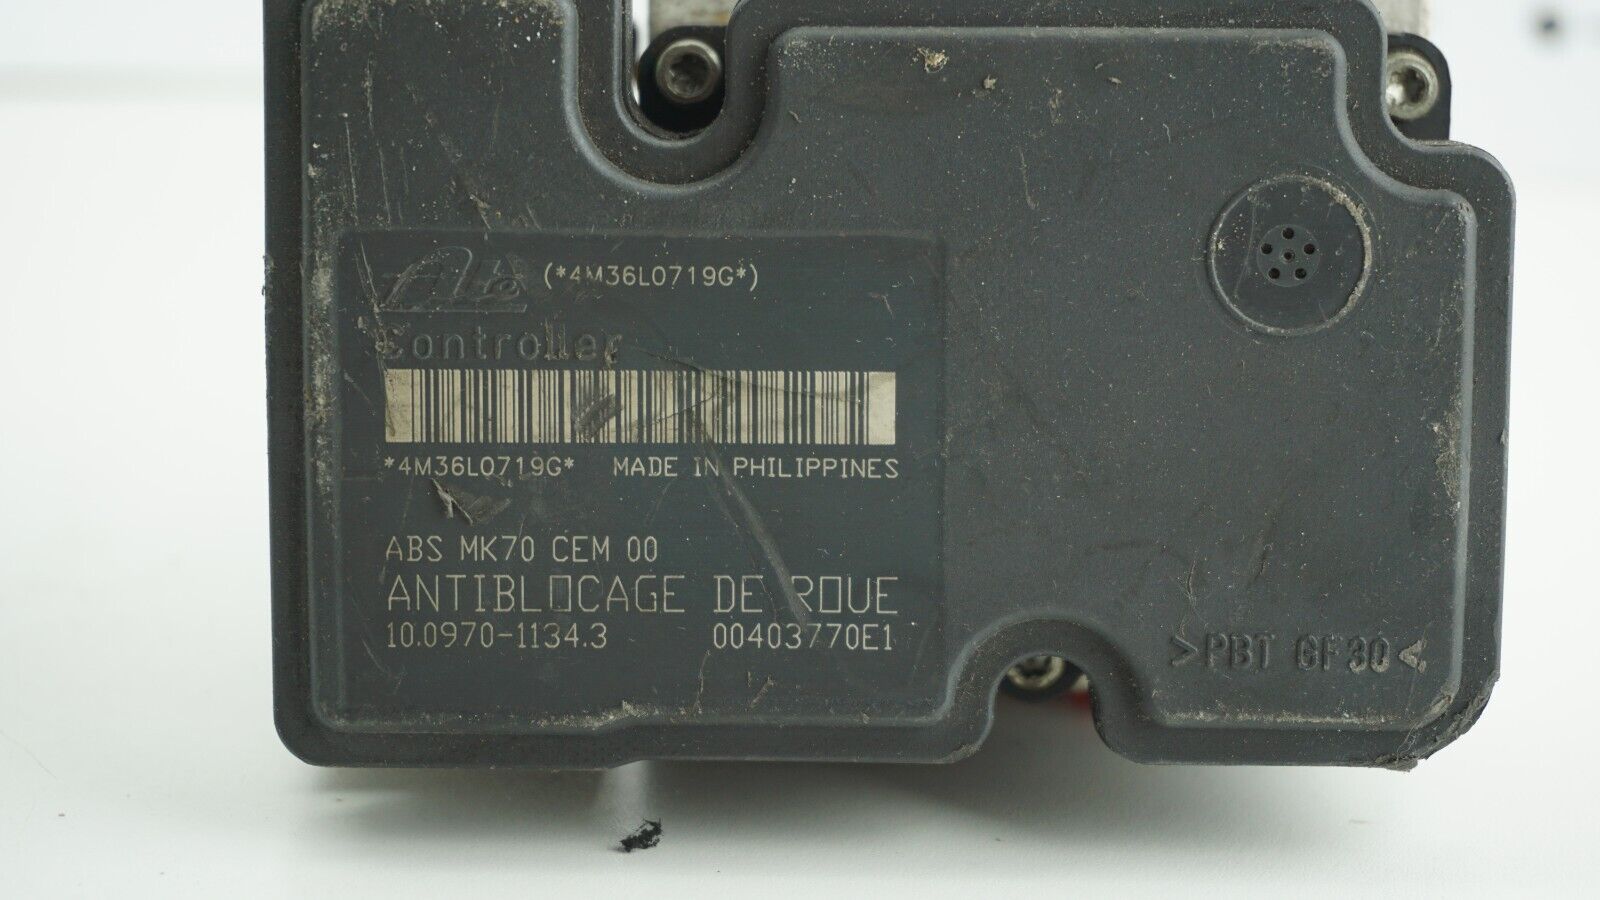 Ate (*4M36L0719G*)
Controller
*4M36L0719G* MADE IN PHILIPPINES
ABS MK70 CEM 00
ANTIBLOCAGE DE ROUE
10.0970-1134.3 00403770E1
>PBT GF30<